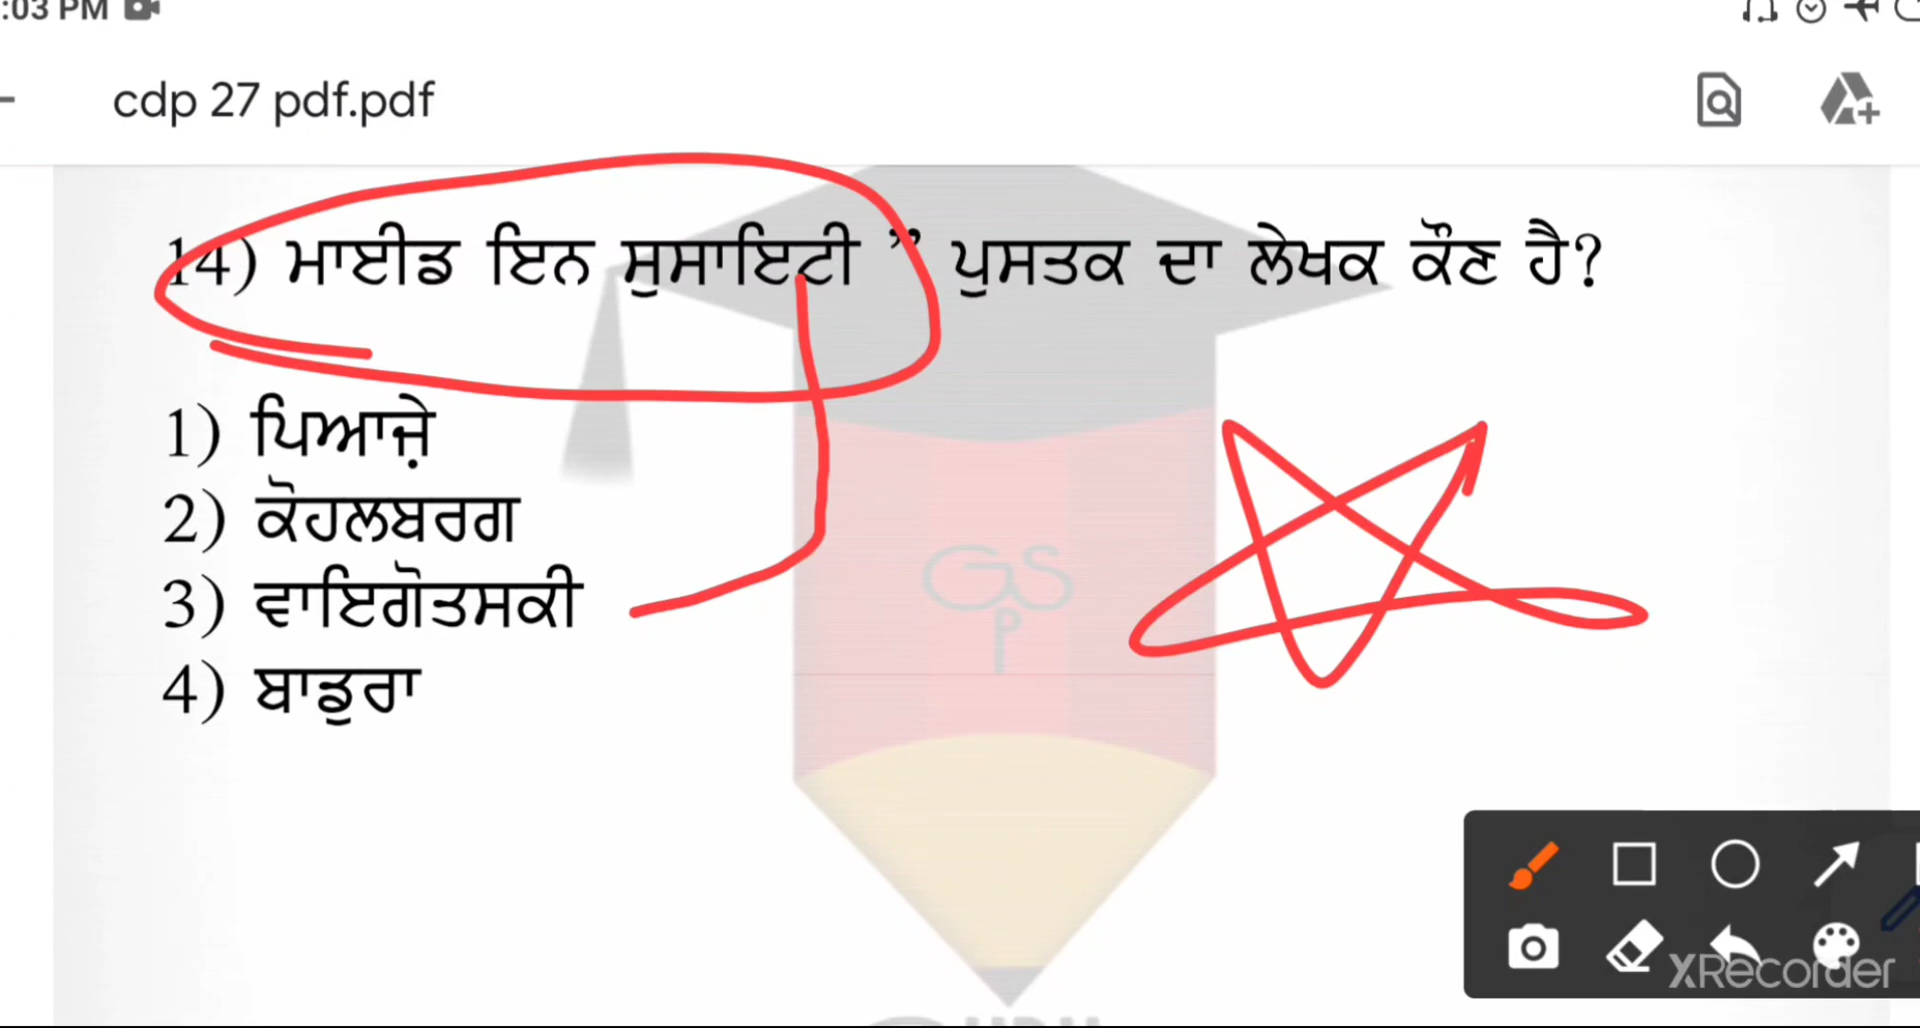 :03 PM
cdp 27 pdf.pdf
14) ਮਾਈਂਡ ਇਨ ਸੁਸਾਇਟੀ ” ਪੁਸਤਕ ਦਾ ਲੇਖਕ ਕੌਣ ਹੈ?
1) ਪਿਆਜ਼ੇ
2) ਕੋਹਲਬਰਗ
3) ਵਾਇਗੋਤਸਕੀ
4) ਬਾਡੁਰਾ
GSP
XRecorder